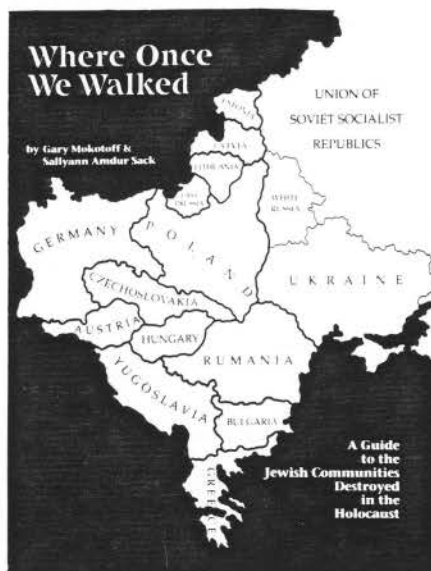 Where Once
We Walked
by Gary Mokotoff &
Sallyann Amdur Sack
UNION OF
SOVIET SOCIALIST
REPUBLICS
ESTONIA
LATVIA
LITHUANIA
EAST
PRUSSIA
WHITE
RUSSIA
GERMANY
POLAND
UKRAINE
CZECHOSLOVAKIA
AUSTRIA
HUNGARY
RUMANIA
YUGOSLAVIA
BULGARIA
GREECE
A Guide
to the
Jewish Communities
Destroyed
in the
Holocaust